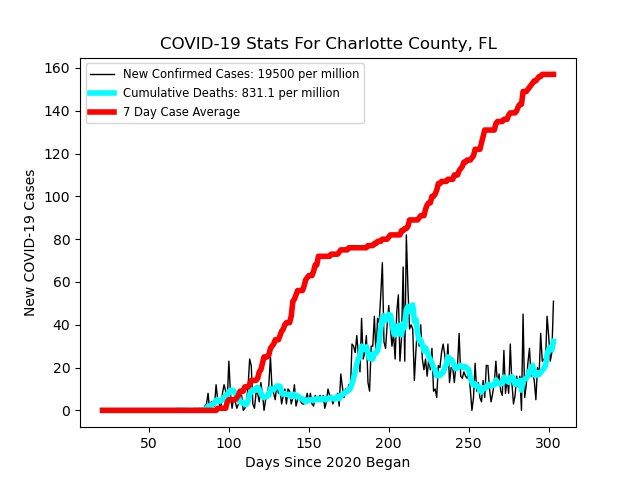 COVID-19 Stats For Charlotte County, FL
New Confirmed Cases: 19500 per million
Cumulative Deaths: 831.1 per million
7 Day Case Average
New COVID-19 Cases
160
140
120
100
80
60
40
20
0
50 100 150 200 250 300
Days Since 2020 Began